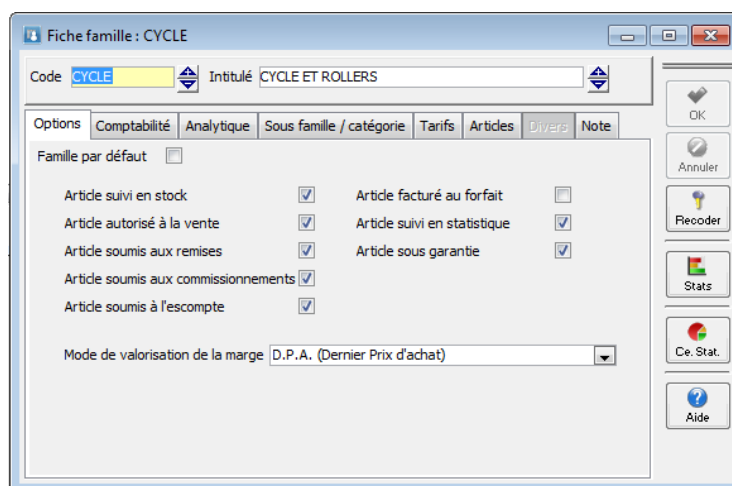 Fiche famille : CYCLE
Code CYCLE Intitulé CYCLE ET ROLLERS
Options Comptabilité Analytique Sous famille / catégorie Tarifs Articles Divers Note
Famille par défaut
Article suivi en stock Article facturé au forfait
Article autorisé à la vente Article suivi en statistique
Article soumis aux remises Article sous garantie
Article soumis aux commissionnements
Article soumis à l'escompte
Mode de valorisation de la marge D.P.A. (Dernier Prix d'achat)
OK
Annuler
Recoder
Stats
Ce. Stat.
Aide